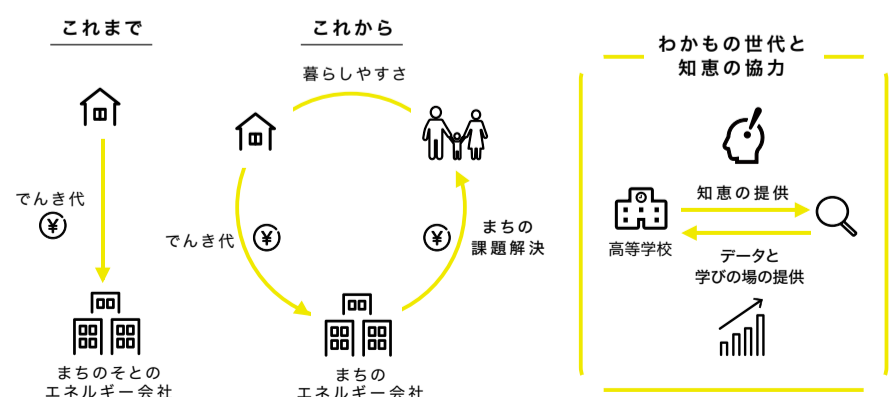 これまで
でんき代
¥
まちのそとの
エネルギー会社
これから
暮らしやすさ
でんき代
¥
¥
まちの
課題解決
まちの
エネルギー会社
わかもの世代と
知恵の協力
知恵の提供
高等学校
データと
学びの場の提供